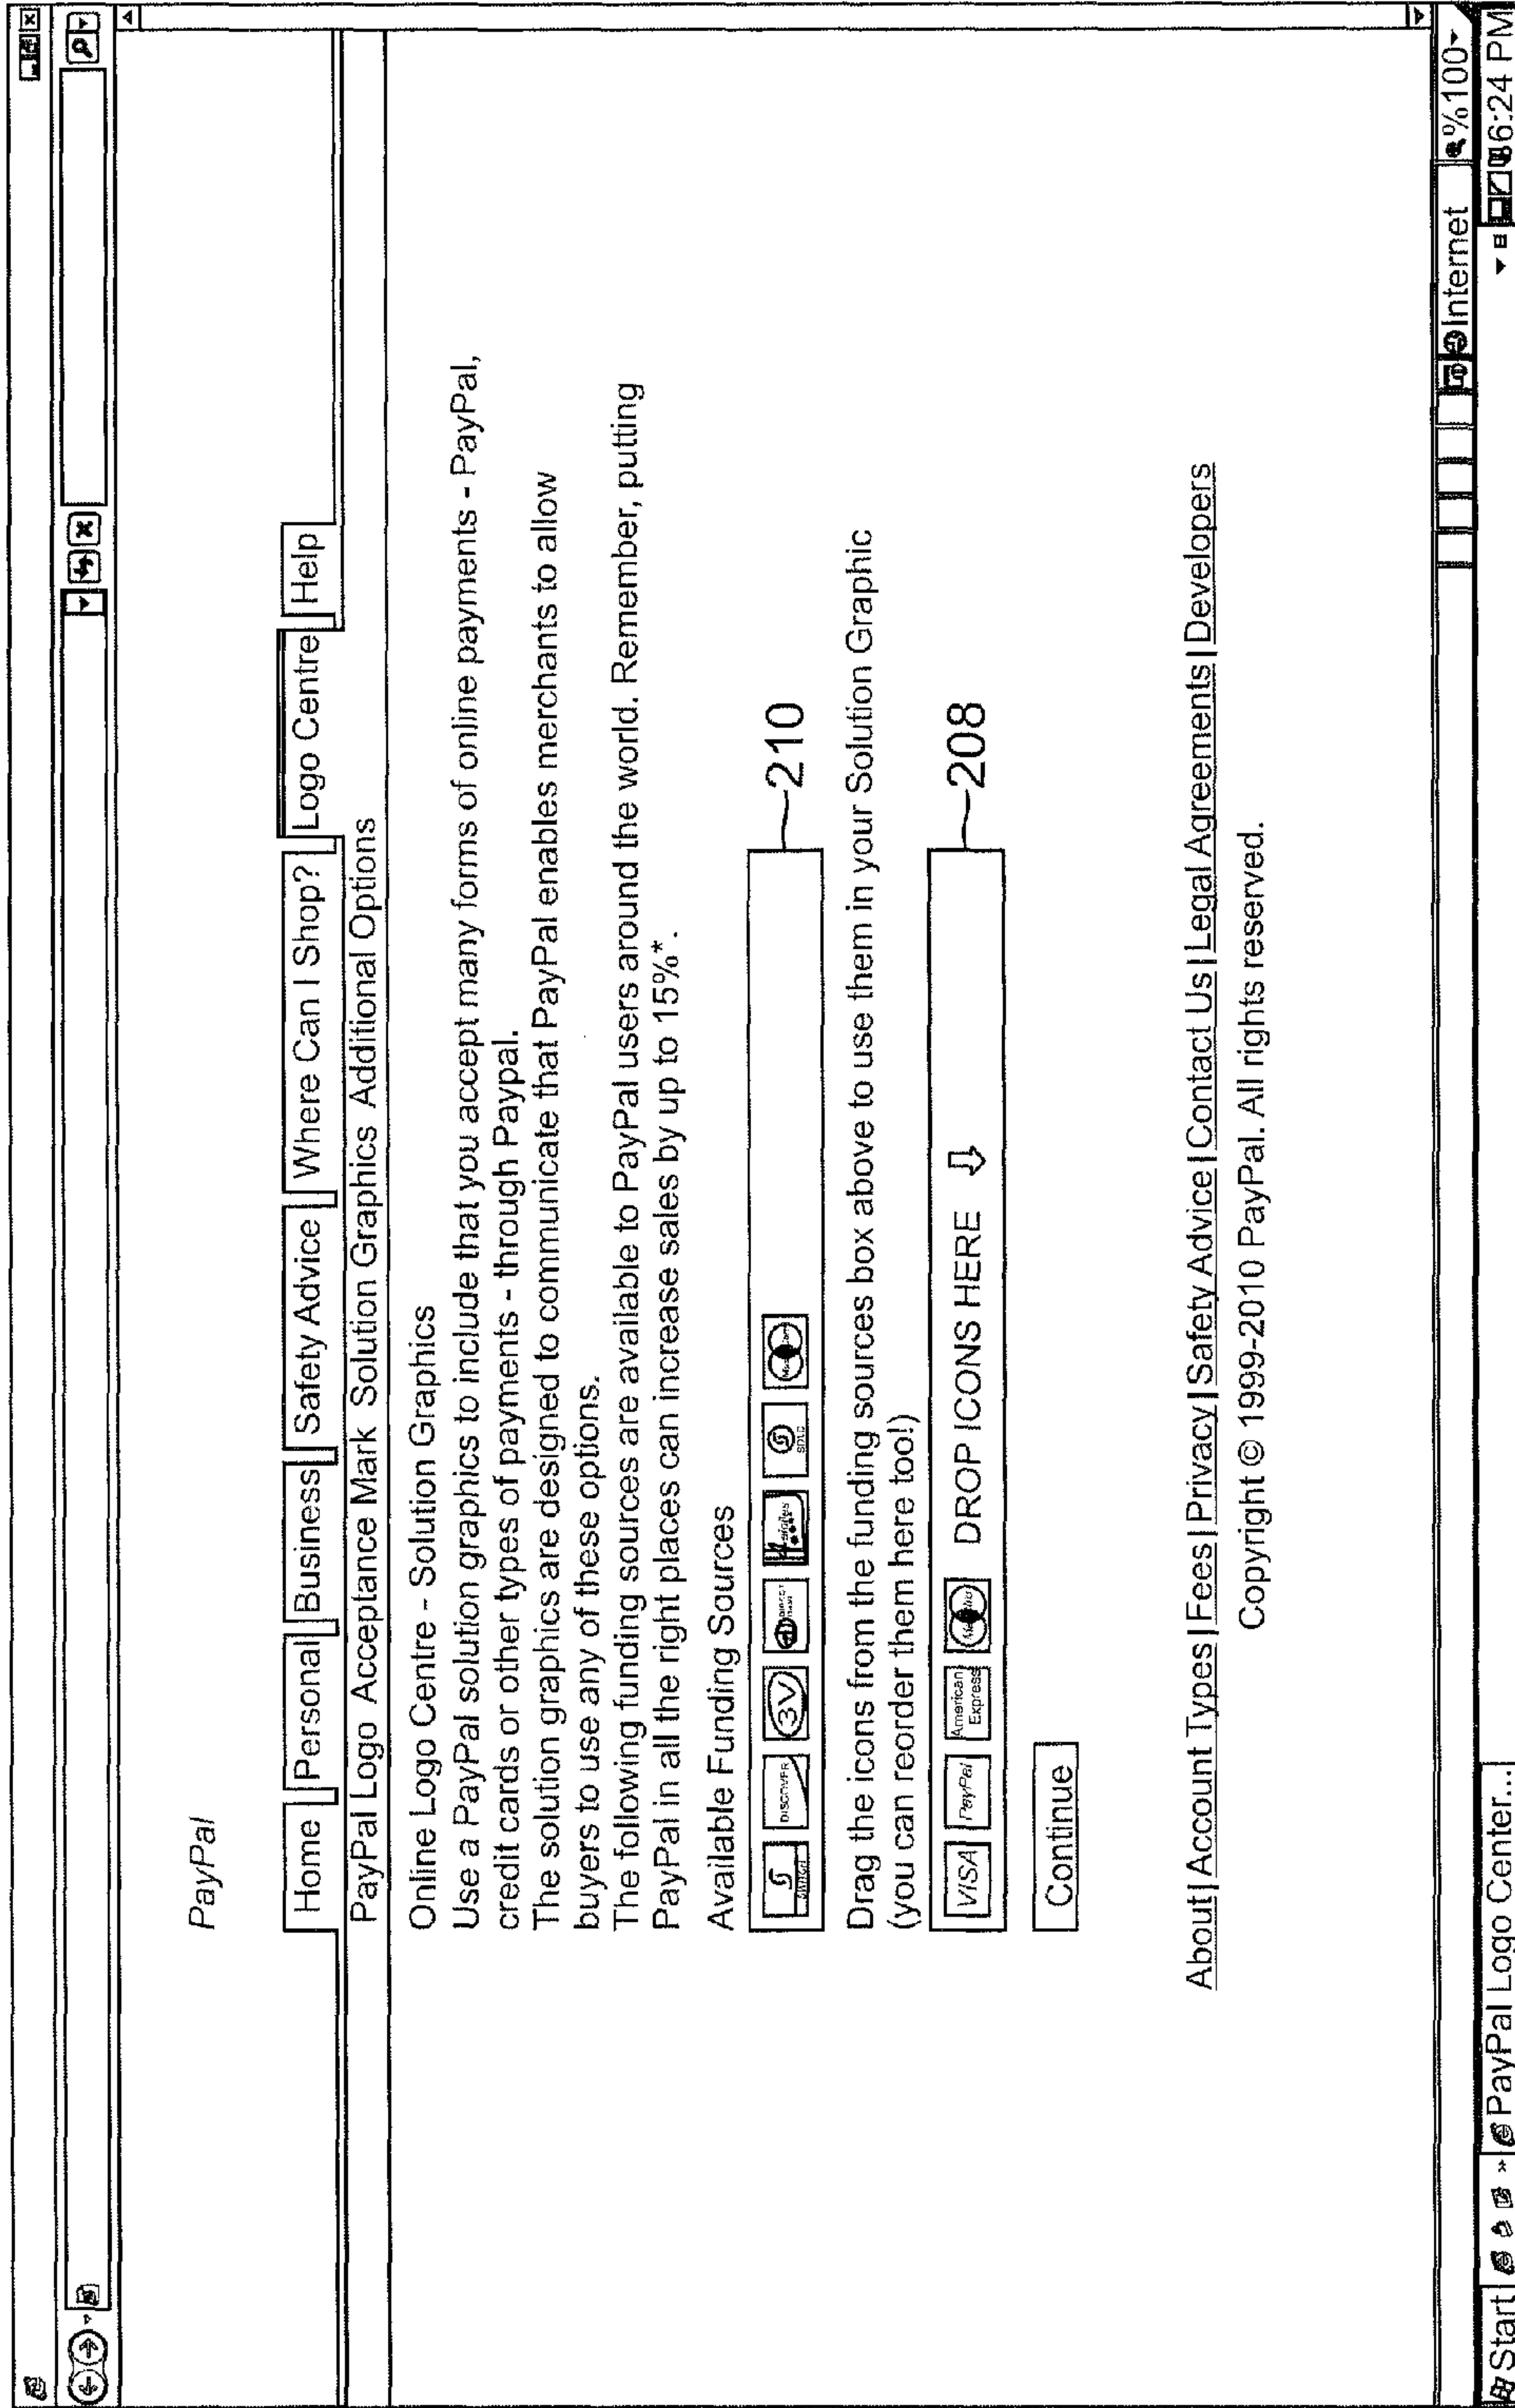 PayPal
Home Personal Business Safety Advice Where Can I Shop? Logo Centre Help
PayPal Logo Acceptance Mark Solution Graphics Additional Options
Online Logo Centre - Solution Graphics
Use a PayPal solution graphics to include that you accept many forms of online payments - PayPal,
credit cards or other types of payments - through Paypal.
The solution graphics are designed to communicate that PayPal enables merchants to allow
buyers to use any of these options.
The following funding sources are available to PayPal users around the world. Remember, putting
PayPal in all the right places can increase sales by up to 15%*.
Available Funding Sources
DISCOVER 3V 210
Drag the icons from the funding sources box above to use them in your Solution Graphic
(you can reorder them here too!)
VISA PayPal American Express DROP ICONS HERE 208
Continue
About | Account Types | Fees | Privacy | Safety Advice | Contact Us | Legal Agreements | Developers
Copyright © 1999-2010 PayPal. All rights reserved.
Internet %100
Start PayPal Logo Center... 6:24 PM